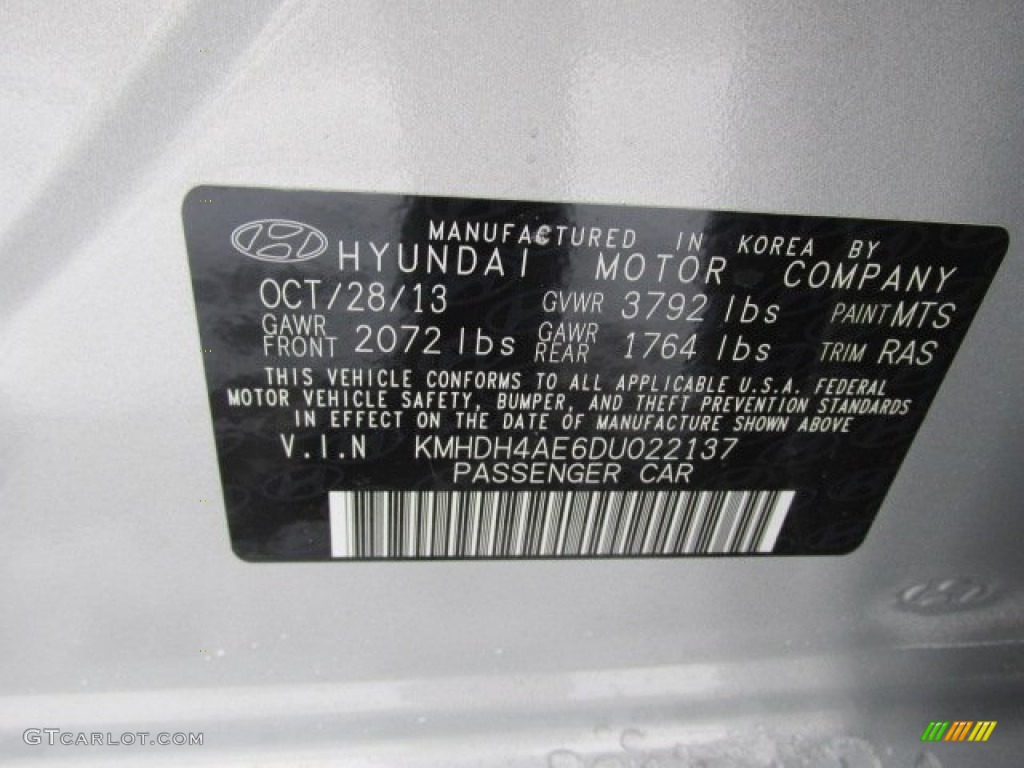 MANUFACTURED IN KOREA BY
HYUNDAI MOTOR COMPANY
OCT/28/13 GVWR 3792 lbs PAINT MTS
GAWR FRONT 2072 lbs GAWR REAR 1764 lbs TRIM RAS
THIS VEHICLE CONFORMS TO ALL APPLICABLE U.S.A. FEDERAL
MOTOR VEHICLE SAFETY, BUMPER, AND THEFT PREVENTION STANDARDS
IN EFFECT ON THE DATE OF MANUFACTURE SHOWN ABOVE
V.I.N KMHDH4AE6DU022137
PASSENGER CAR
GTCARLOT.COM